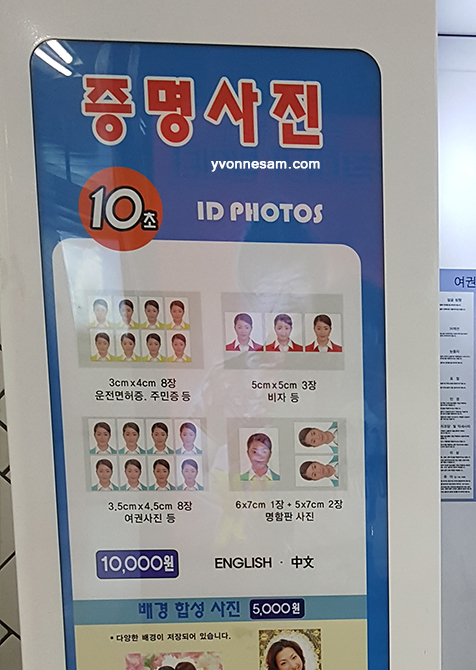 증명사진
yvonnesam.com
10초 ID PHOTOS
3cm x 4cm 8장
운전면허증, 주민증 등
5cm x 5cm 3장
비자 등
3.5cm x 4.5cm 8장
여권사진 등
6x7cm 1장 + 5x7cm 2장
명함판 사진
10,000원 ENGLISH · 中文
배경 합성 사진 5,000원
• 다양한 배경이 저장되어 있습니다.
여권